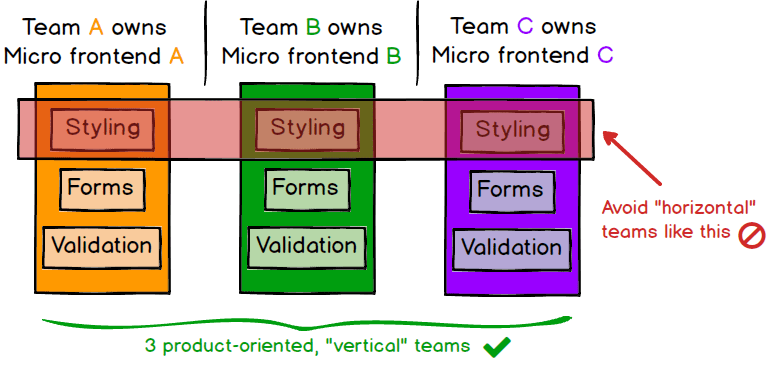 Team A owns
Micro frontend A
Team B owns
Micro frontend B
Team C owns
Micro frontend C
Styling
Styling
Styling
Forms
Forms
Forms
Validation
Validation
Validation
Avoid "horizontal"
teams like this
3 product-oriented, "vertical" teams